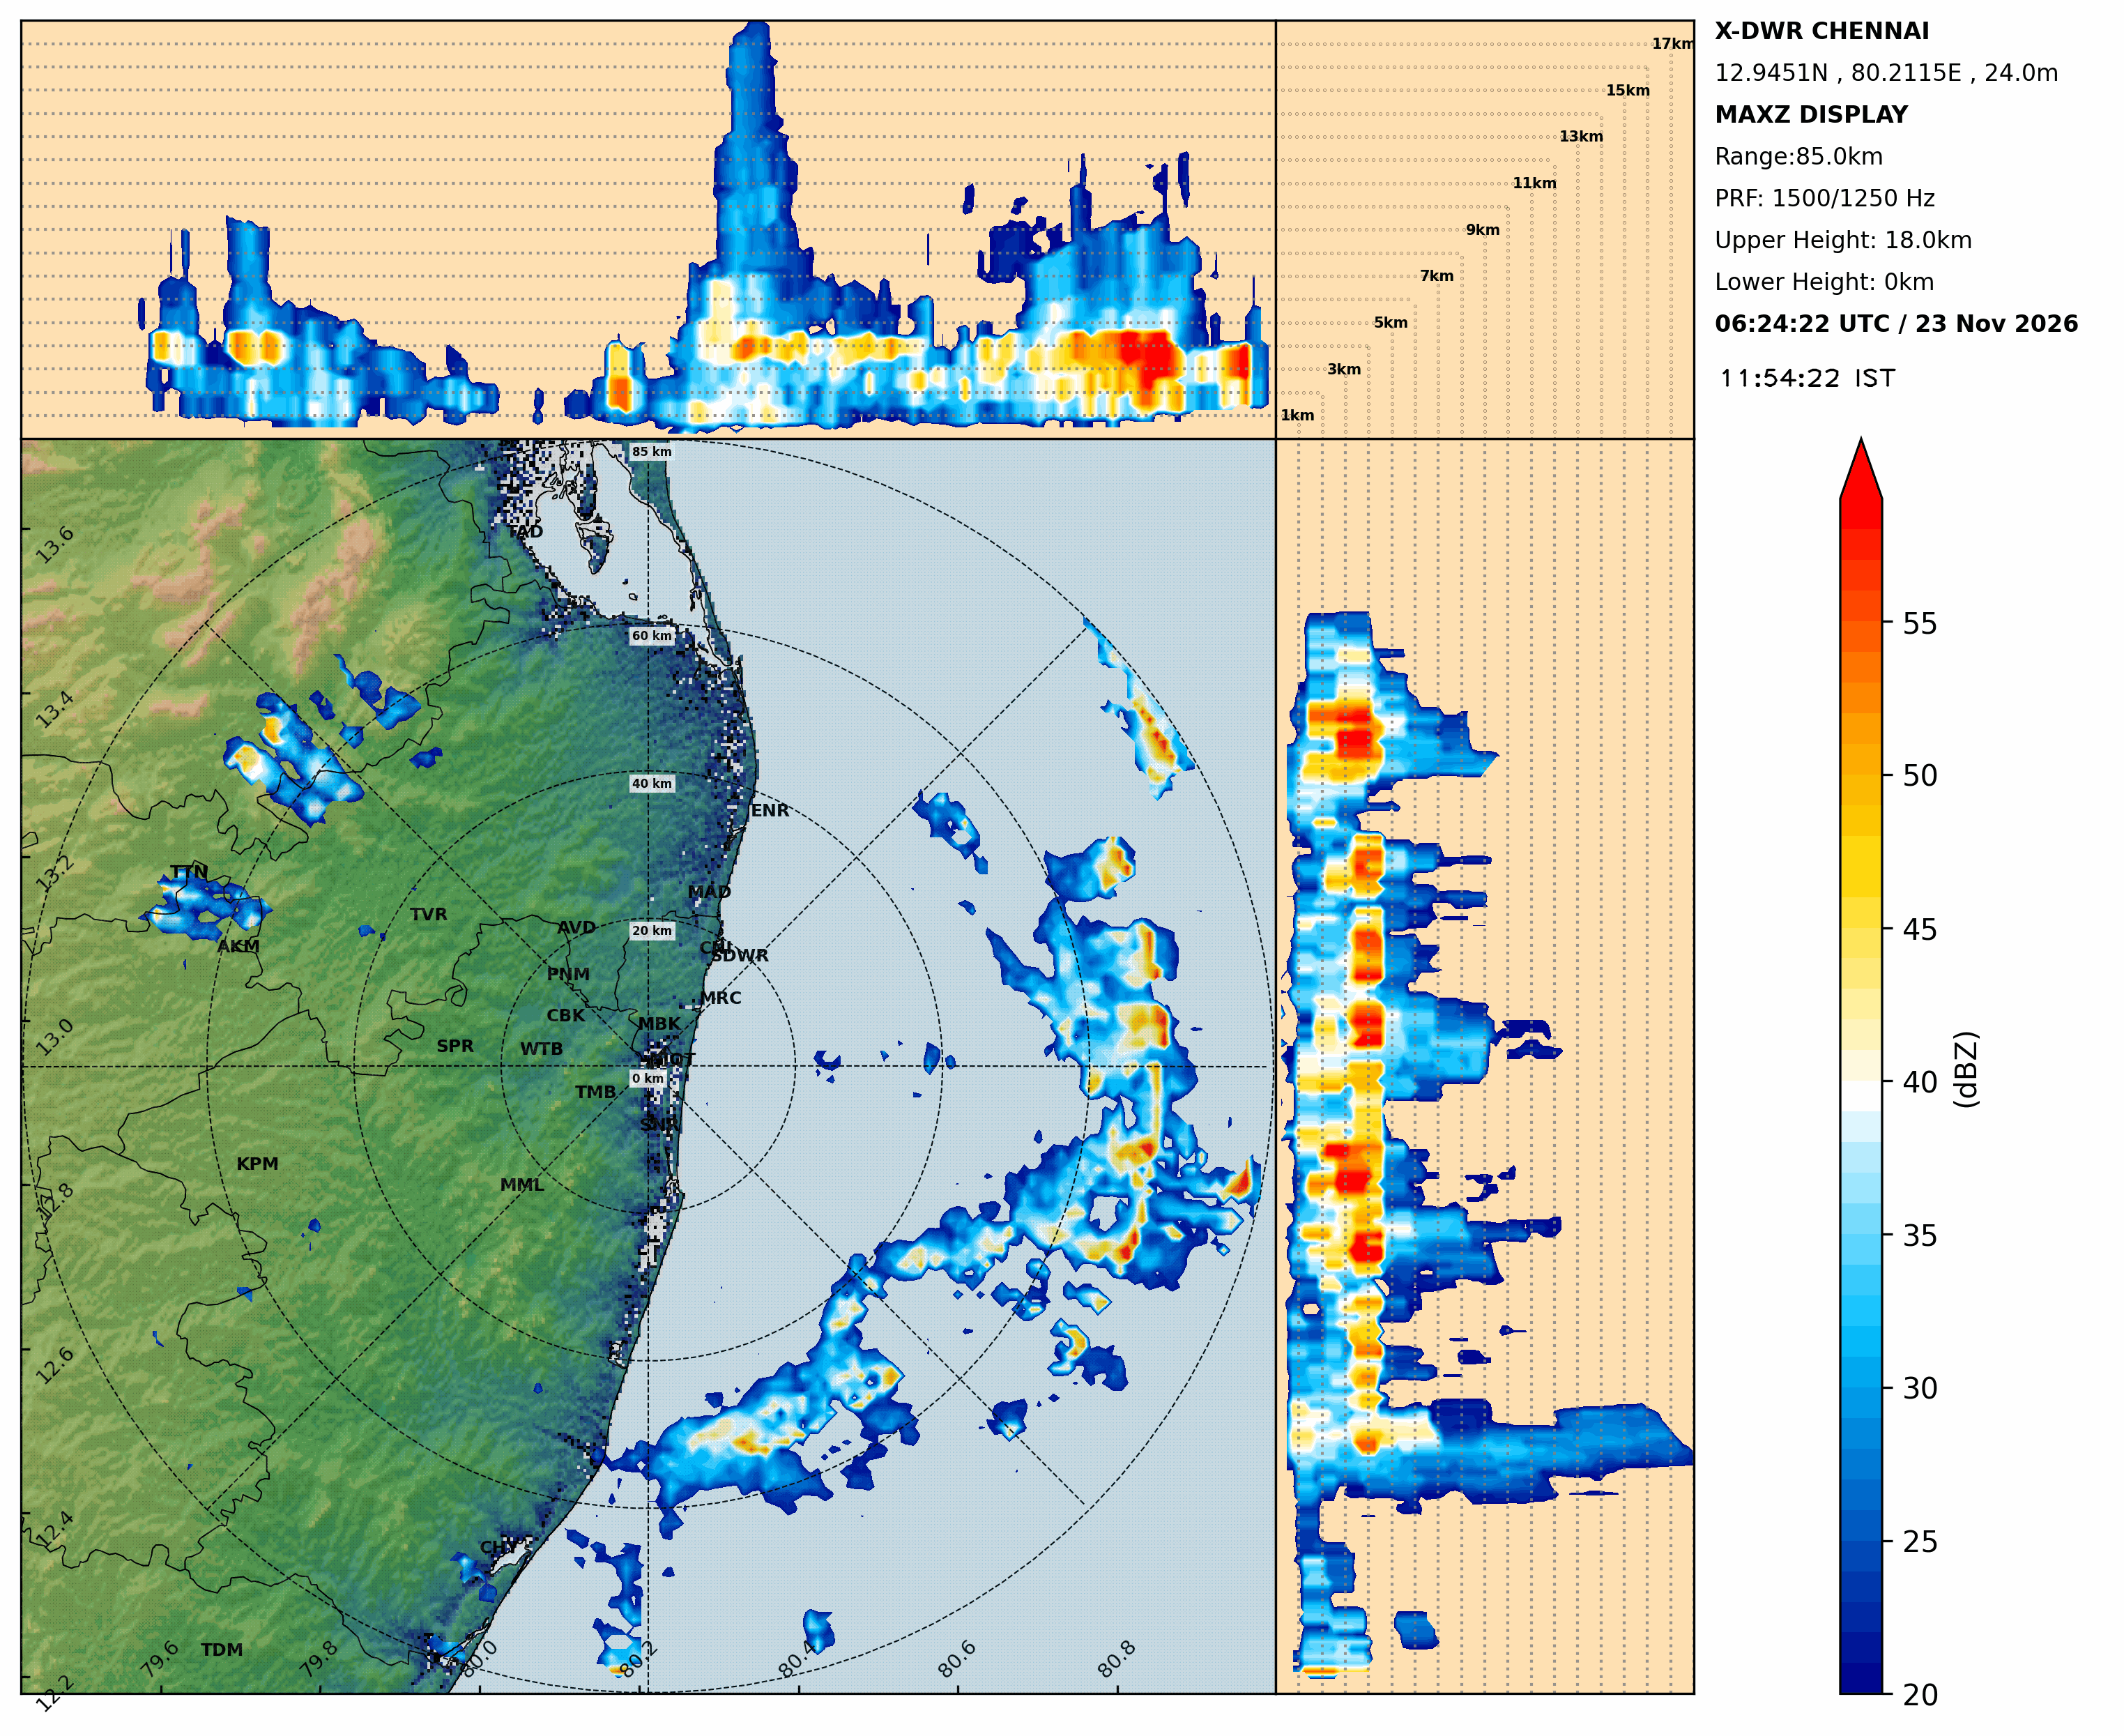 X-DWR CHENNAI
12.9451N , 80.2115E , 24.0m
MAXZ DISPLAY
Range:85.0km
PRF: 1500/1250 Hz
Upper Height: 18.0km
Lower Height: 0km
06:24:22 UTC / 23 Nov 2026
11:54:22 IST
17km
15km
13km
11km
9km
7km
5km
3km
1km
85 km
TAD
13.6
60 km
13.4
40 km
ENR
13.2
TTN
MAD
TVR
AVD
20 km
AKM
CNI
SDWR
PNM
MRC
CBK
MBK
13.0
SPR
WTB
MOT
0 km
TMB
SNR
KPM
MML
12.8
12.6
12.4
CHY
TDM
12.2
79.6
79.8
80.0
80.2
80.4
80.6
80.8
55
50
45
40
35
30
25
20
(dBZ)